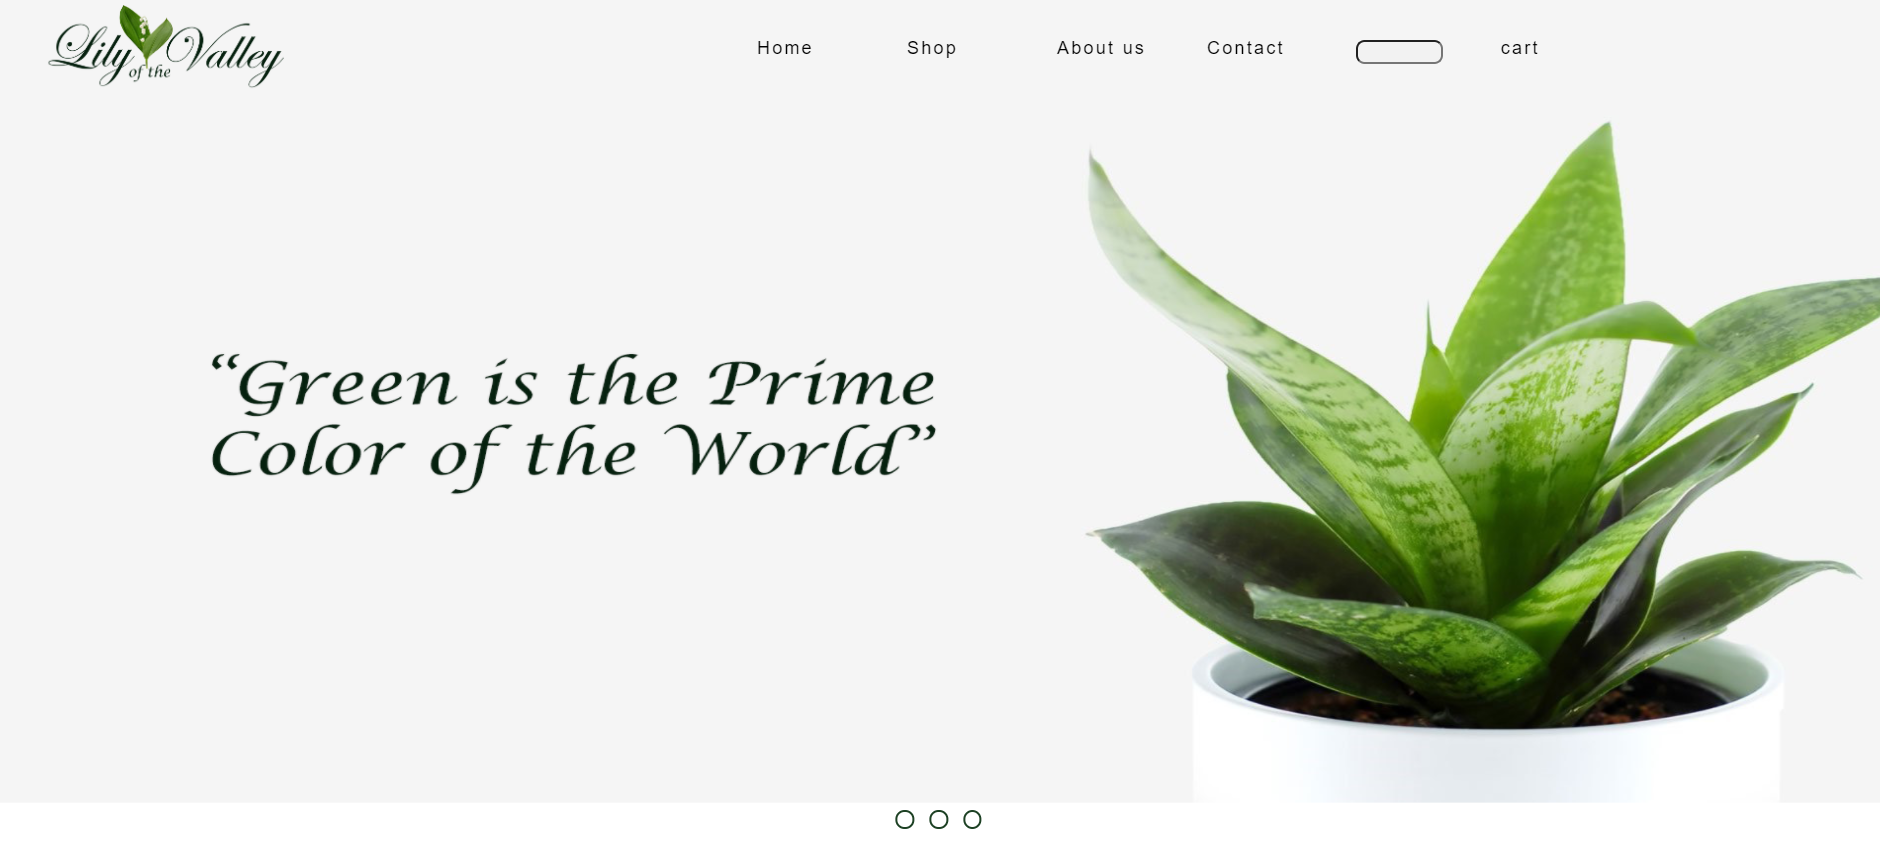 Lily of the Valley
Home Shop About us Contact cart
“Green is the Prime
Color of the World”